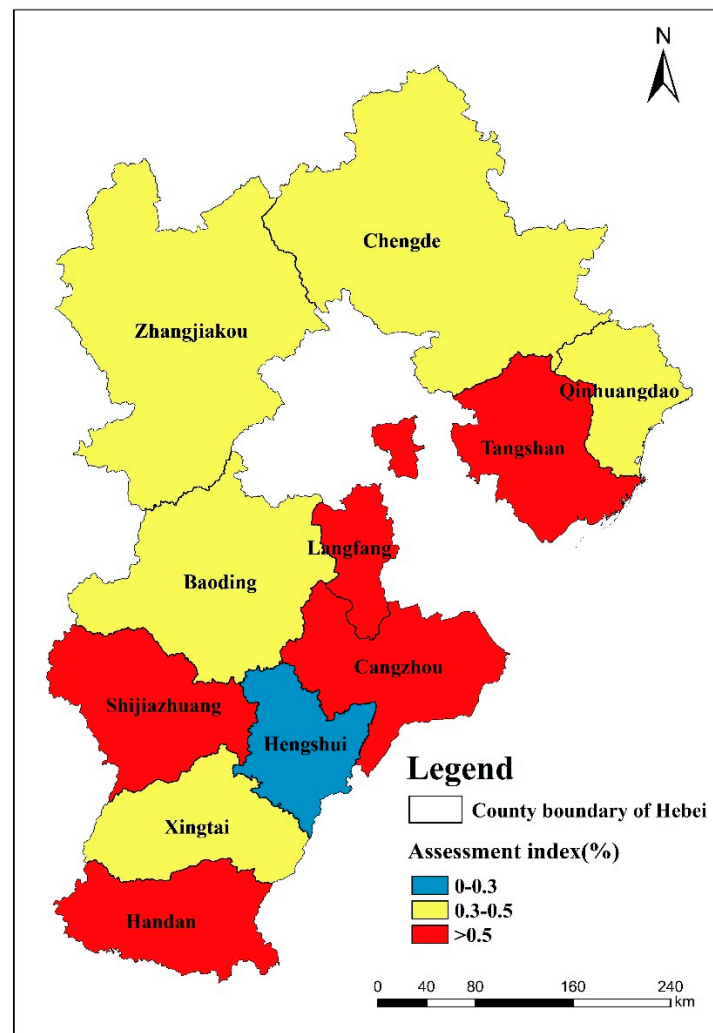 N
Chengde
Zhangjiakou
Qinhuangdao
Tangshan
Langfang
Baoding
Cangzhou
Shijiazhuang
Hengshui
Legend
County boundary of Hebei
Xingtai
Assessment index(%)
0-0.3
0.3-0.5
>0.5
Handan
0 40 80 160 240
km